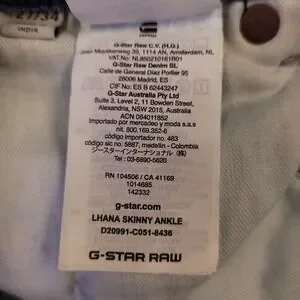 27/34
INDIA
G-Star Raw C.V. (H.G.)
Joan Muyskenweg 39, 1114 AN, Amsterdam, NL
VAT.No: NL850210161B01
G-Star Raw Denim SL
Calle de General Díaz Porlier 95
28006 Madrid, ES
CIF No: ES B 62443247
G-Star Australia Pty Ltd
Suite 3, Level 2, 11 Bowden Street,
Alexandria, NSW 2015, Australia
ACN 084011852
Importado por mercadeo y moda s.a.s
nit. 800.169.352-6
código importador no. 483
código sic no. 5887, medellin - Colombia
ジースターインターナショナル (株)
Tel: 03-6890-5620
RN 104506 / CA 41169
1014685
142332
g-star.com
LHANA SKINNY ANKLE
D20991-C051-8436
G-STAR RAW